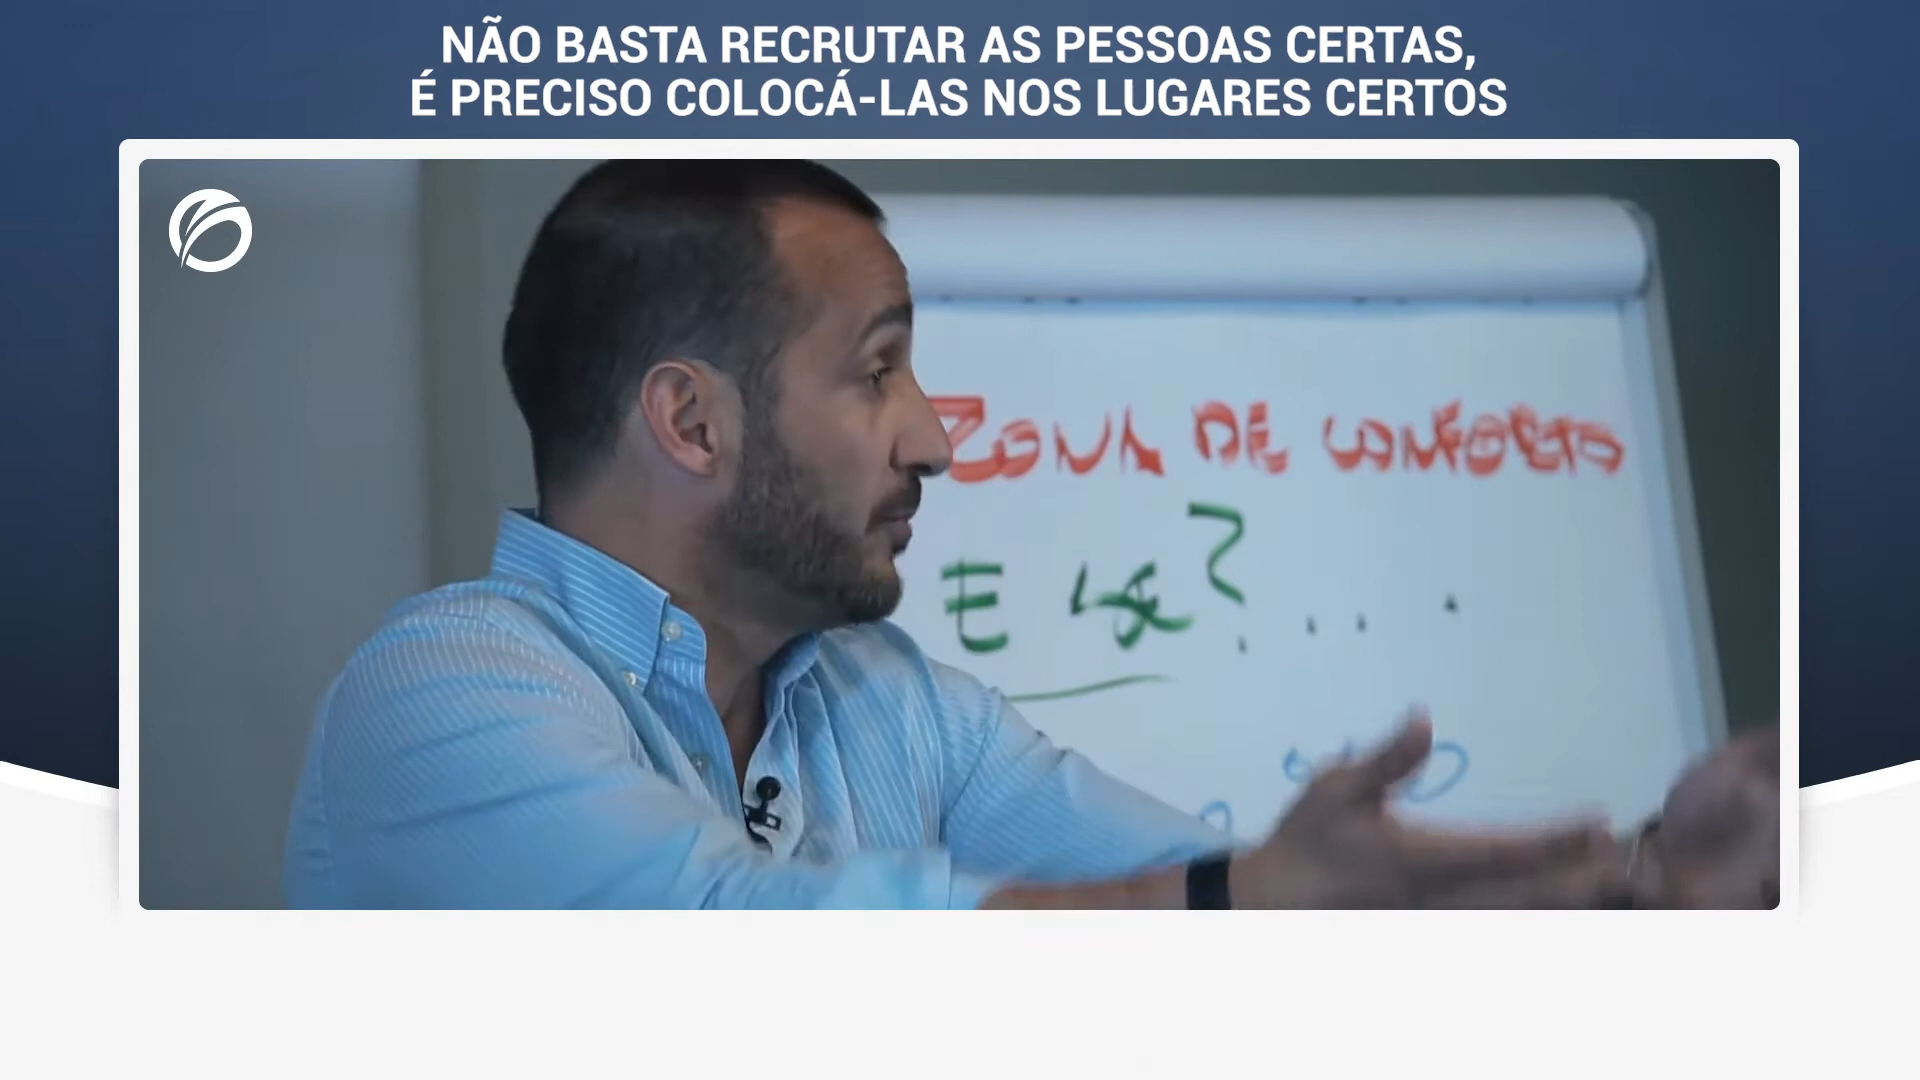 NÃO BASTA RECRUTAR AS PESSOAS CERTAS,
É PRECISO COLOCÁ-LAS NOS LUGARES CERTOS
ZONA DE CONFORTO
E SE? ...